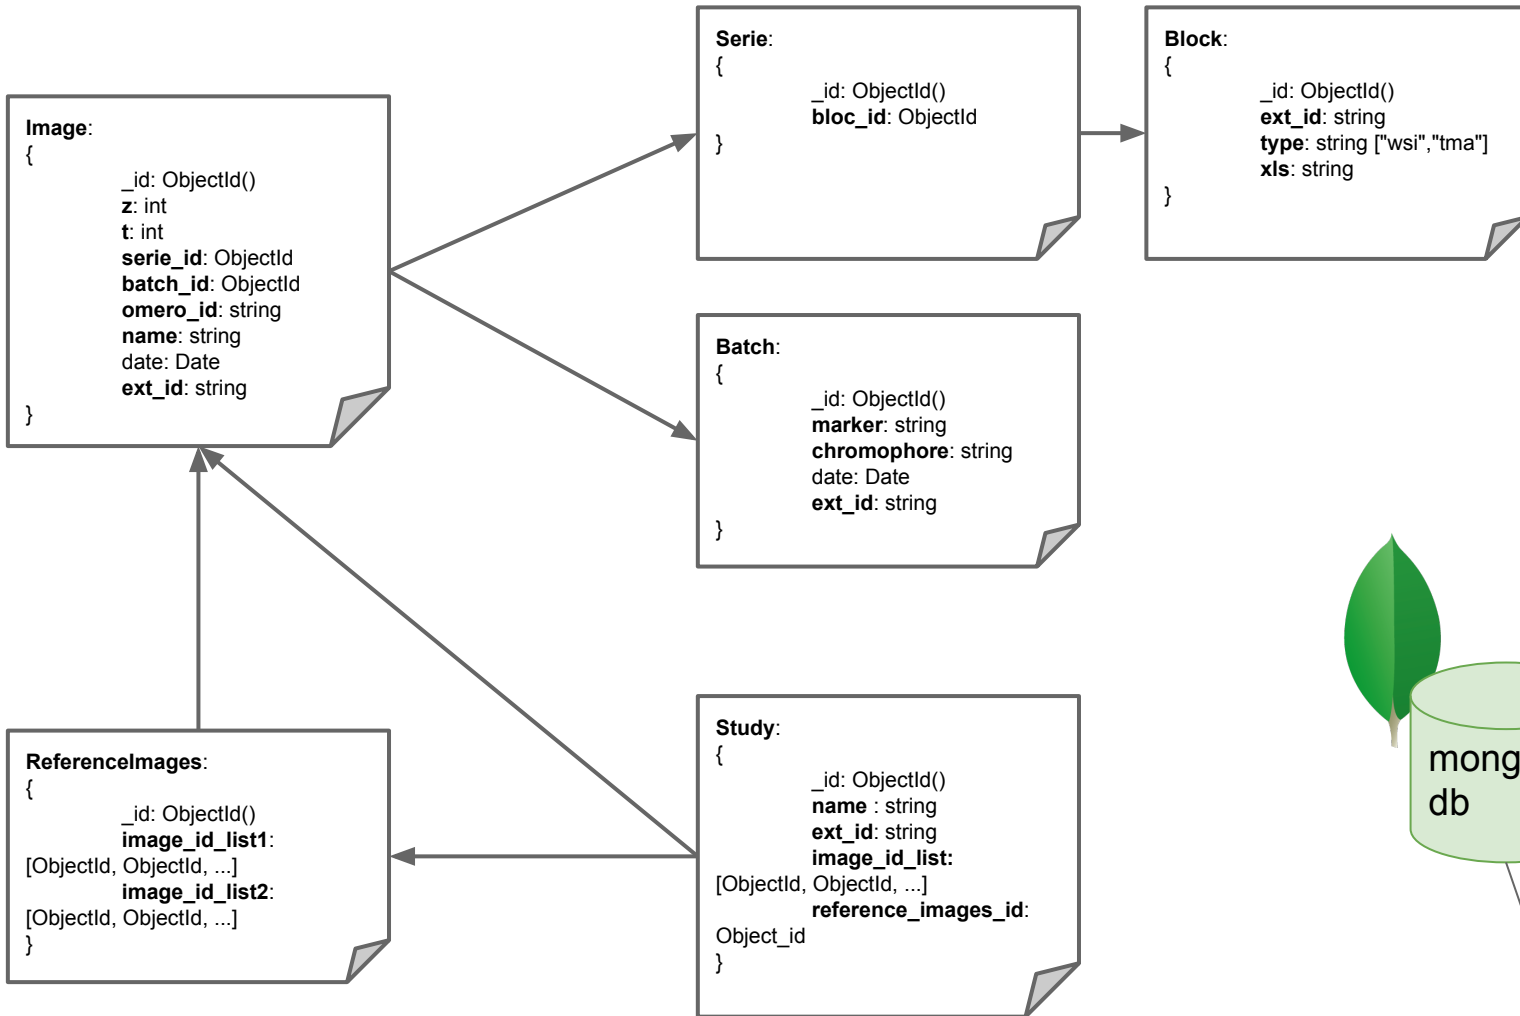 Image:
{
_id: ObjectId()
z: int
t: int
serie_id: ObjectId
batch_id: ObjectId
omero_id: string
name: string
date: Date
ext_id: string
}
Serie:
{
_id: ObjectId()
bloc_id: ObjectId
}
Block:
{
_id: ObjectId()
ext_id: string
type: string ["wsi","tma"]
xls: string
}
Batch:
{
_id: ObjectId()
marker: string
chromophore: string
date: Date
ext_id: string
}
ReferenceImages:
{
_id: ObjectId()
image_id_list1:
[ObjectId, ObjectId, ...]
image_id_list2:
[ObjectId, ObjectId, ...]
}
Study:
{
_id: ObjectId()
name : string
ext_id: string
image_id_list:
[ObjectId, ObjectId, ...]
reference_images_id:
Object_id
}
mong
db